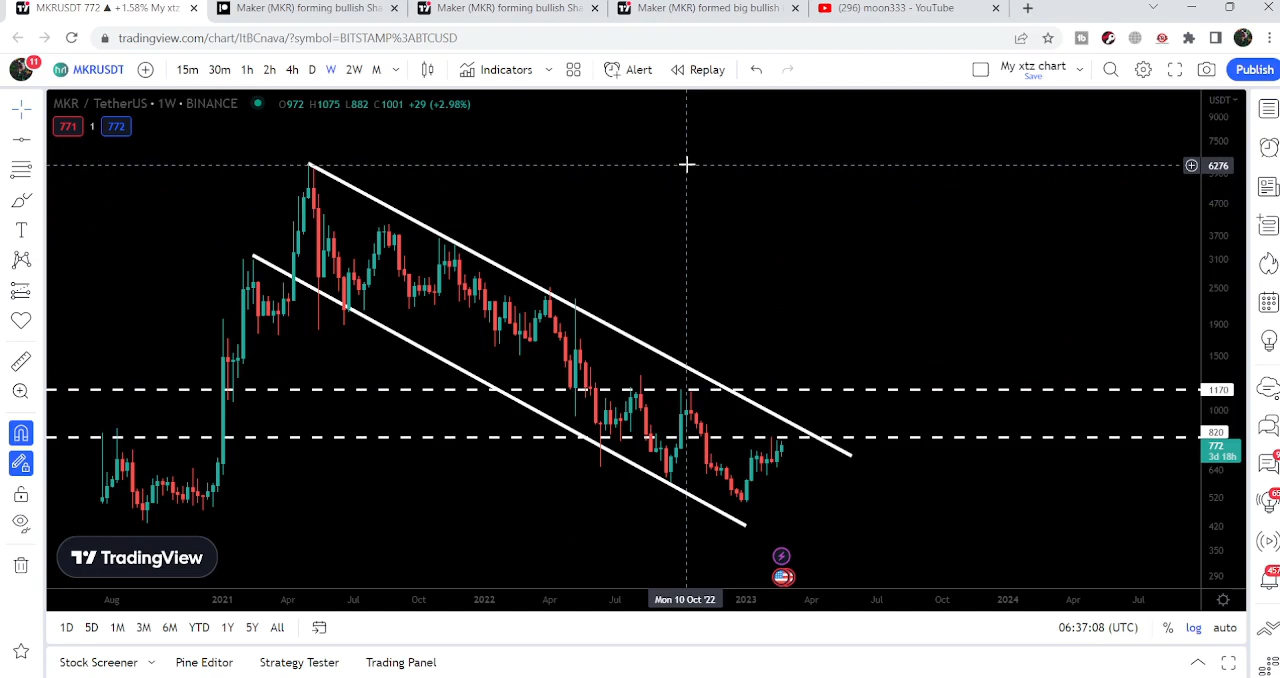 MKRUSDT 772 ▲ +1.58% My xtz
Maker (MKR) forming bullish Sha
Maker (MKR) forming bullish Sha
Maker (MKR) formed big bullish
(296) moon333 - YouTube
tradingview.com/chart/ItBCnava/?symbol=BITSTAMP%3ABTCUSD
11
MKRUSDT
15m 30m 1h 2h 4h D W 2W M
Indicators
Alert
Replay
My xtz chart
Save
Publish
MKR / TetherUS • 1W • BINANCE
O972 H1075 L882 C1001 +29 (+2.98%)
USDT
771 1 772
9000
7500
6276
4700
3700
3100
2500
1900
1500
1170
1000
820
772
3d 18h
640
520
420
350
290
TradingView
Aug 2021 Apr Jul Oct 2022 Apr Jul Mon 10 Oct '22 2023 Apr Jul Oct 2024 Apr Jul
1D 5D 1M 3M 6M YTD 1Y 5Y All
06:37:08 (UTC) % log auto
Stock Screener Pine Editor Strategy Tester Trading Panel
457